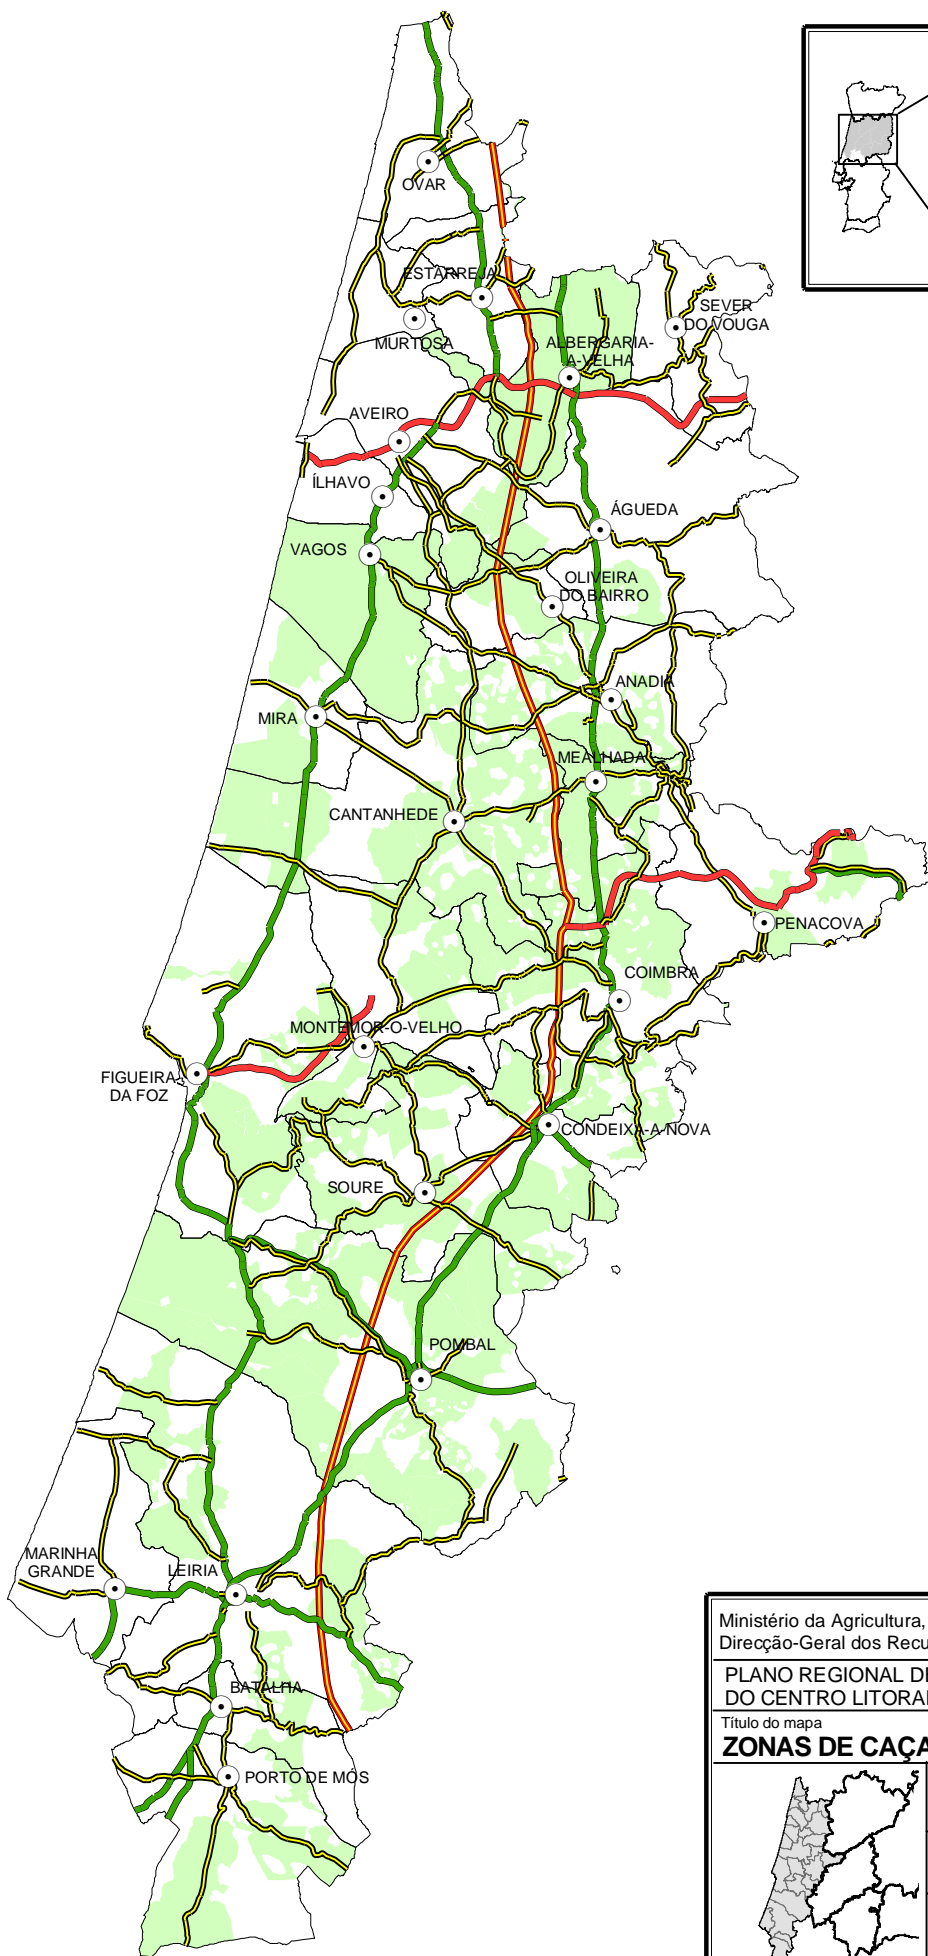 OVAR
ESTARREJA
MURTOSA
SEVER
DO VOUGA
ALBERGARIA-
A-VELHA
AVEIRO
ÍLHAVO
VAGOS
ÁGUEDA
OLIVEIRA
DO BAIRRO
ANADIA
MIRA
MEALHADA
CANTANHEDE
PENACOVA
COIMBRA
MONTEMOR-O-VELHO
FIGUEIRA
DA FOZ
CONDEIXA-A-NOVA
SOURE
POMBAL
MARINHA
GRANDE
LEIRIA
BATALHA
PORTO DE MÓS
Ministério da Agricultura,
Direcção-Geral dos Recu
PLANO REGIONAL DE
DO CENTRO LITORAL
Título do mapa
ZONAS DE CAÇA